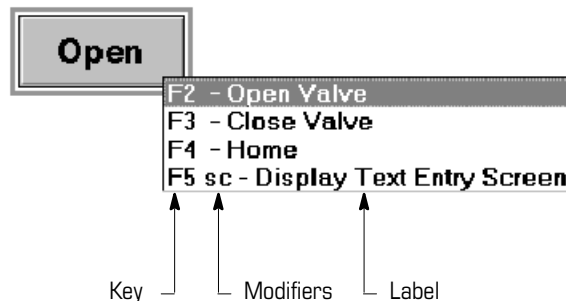 Open
F2 - Open Valve
F3 - Close Valve
F4 - Home
F5 sc - Display Text Entry Screen
Key Modifiers Label